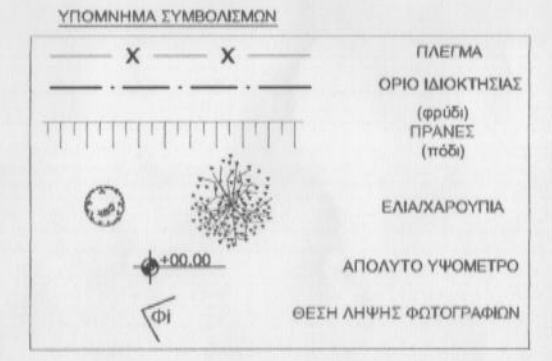 ΥΠΟΜΝΗΜΑ ΣΥΜΒΟΛΙΣΜΩΝ
X X ΠΛΕΓΜΑ
ΟΡΙΟ ΙΔΙΟΚΤΗΣΙΑΣ
(φρύδι)
ΠΡΑΝΕΣ
(πόδι)
ΕΛΙΑ/ΧΑΡΟΥΠΙΑ
+00.00 ΑΠΟΛΥΤΟ ΥΨΟΜΕΤΡΟ
Φi ΘΕΣΗ ΛΗΨΗΣ ΦΩΤΟΓΡΑΦΙΩΝ